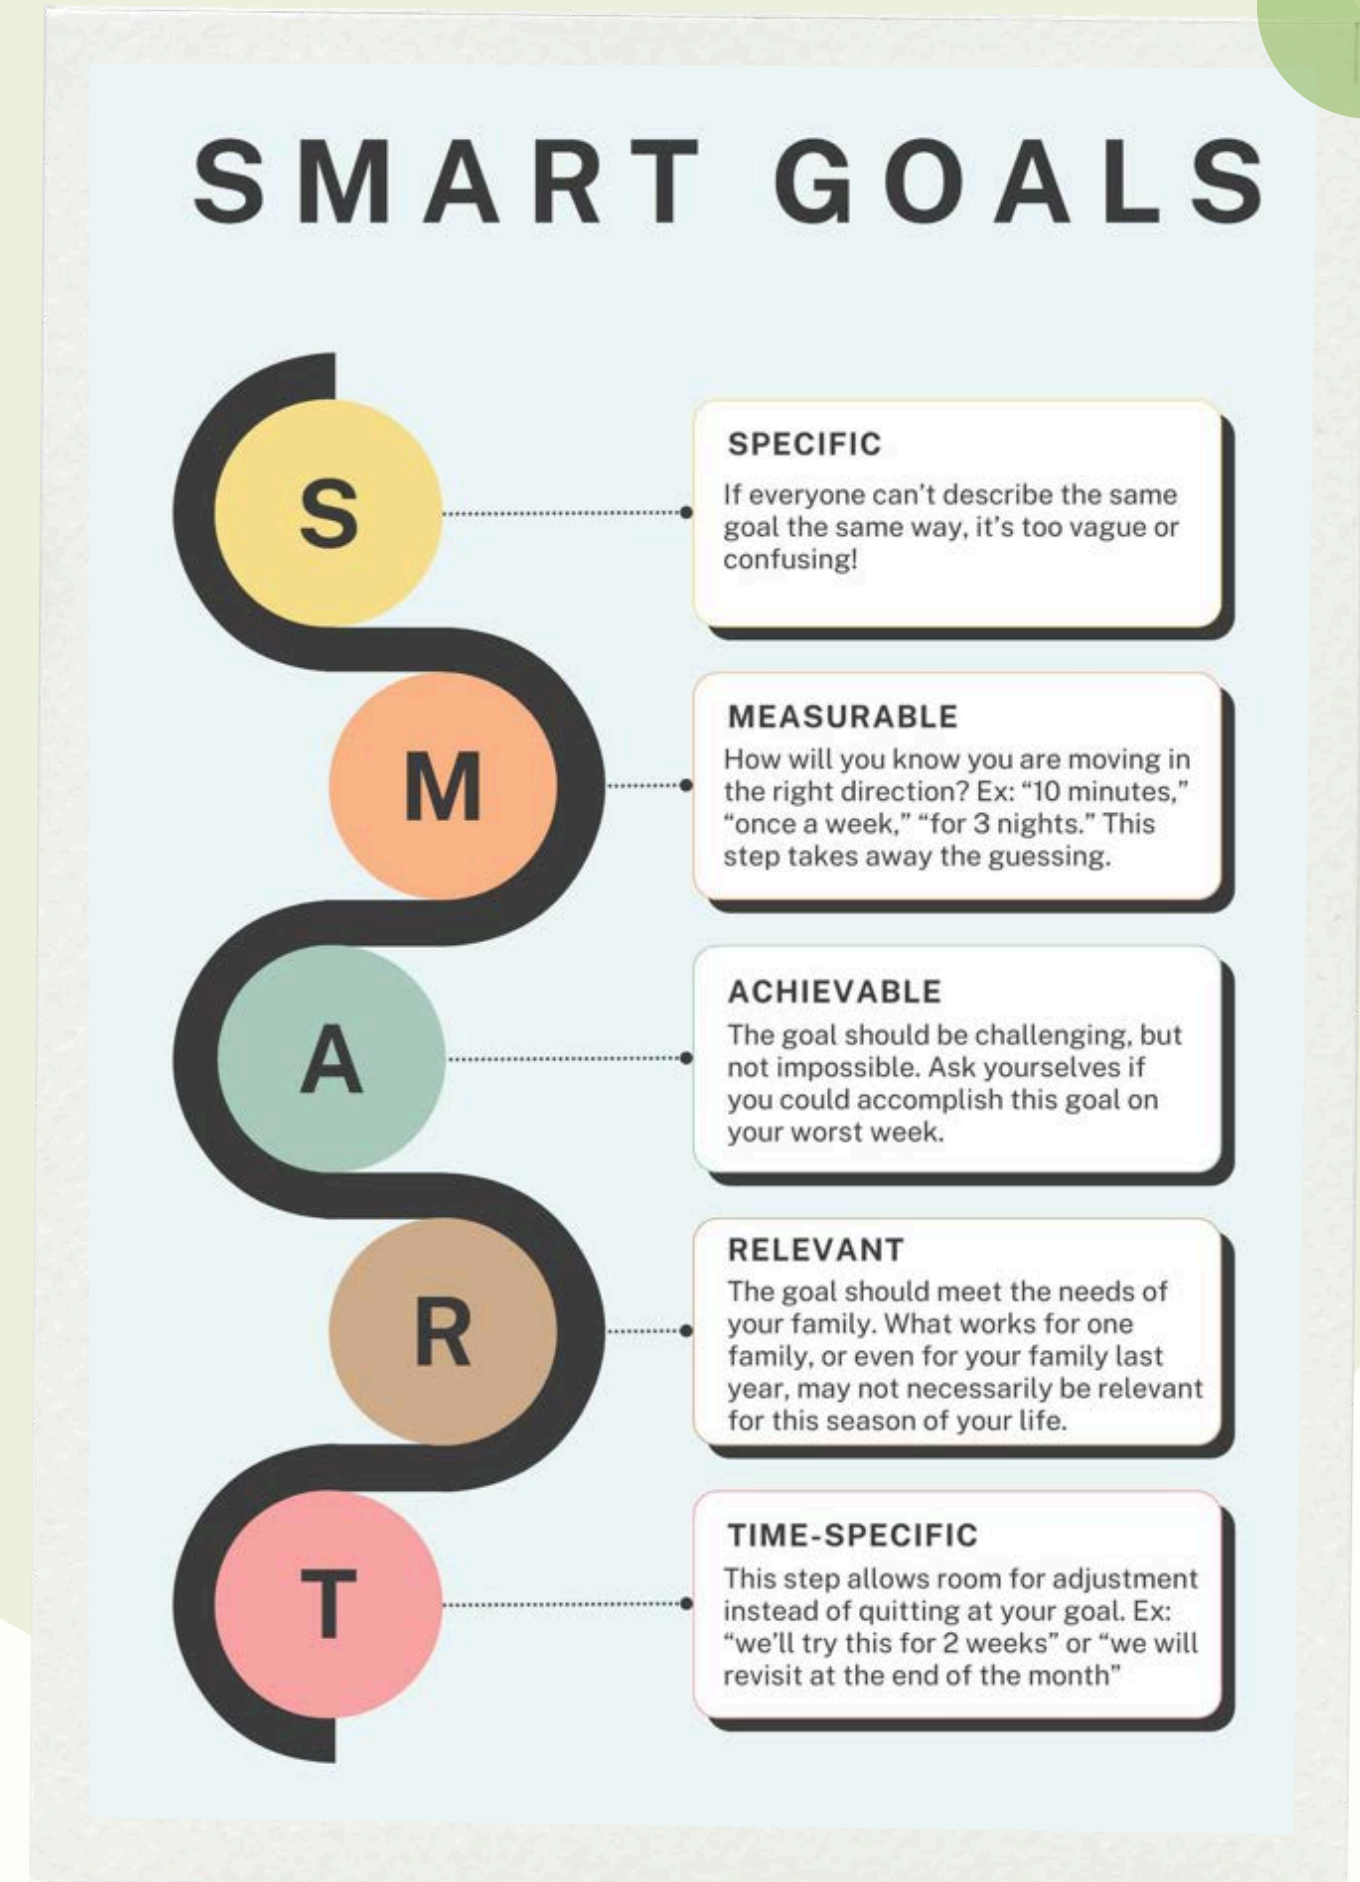 SMART GOALS
S
SPECIFIC
If everyone can’t describe the same
goal the same way, it’s too vague or
confusing!
M
MEASURABLE
How will you know you are moving in
the right direction? Ex: “10 minutes,”
“once a week,” “for 3 nights.” This
step takes away the guessing.
A
ACHIEVABLE
The goal should be challenging, but
not impossible. Ask yourselves if
you could accomplish this goal on
your worst week.
R
RELEVANT
The goal should meet the needs of
your family. What works for one
family, or even for your family last
year, may not necessarily be relevant
for this season of your life.
T
TIME-SPECIFIC
This step allows room for adjustment
instead of quitting at your goal. Ex:
“we’ll try this for 2 weeks” or “we will
revisit at the end of the month”